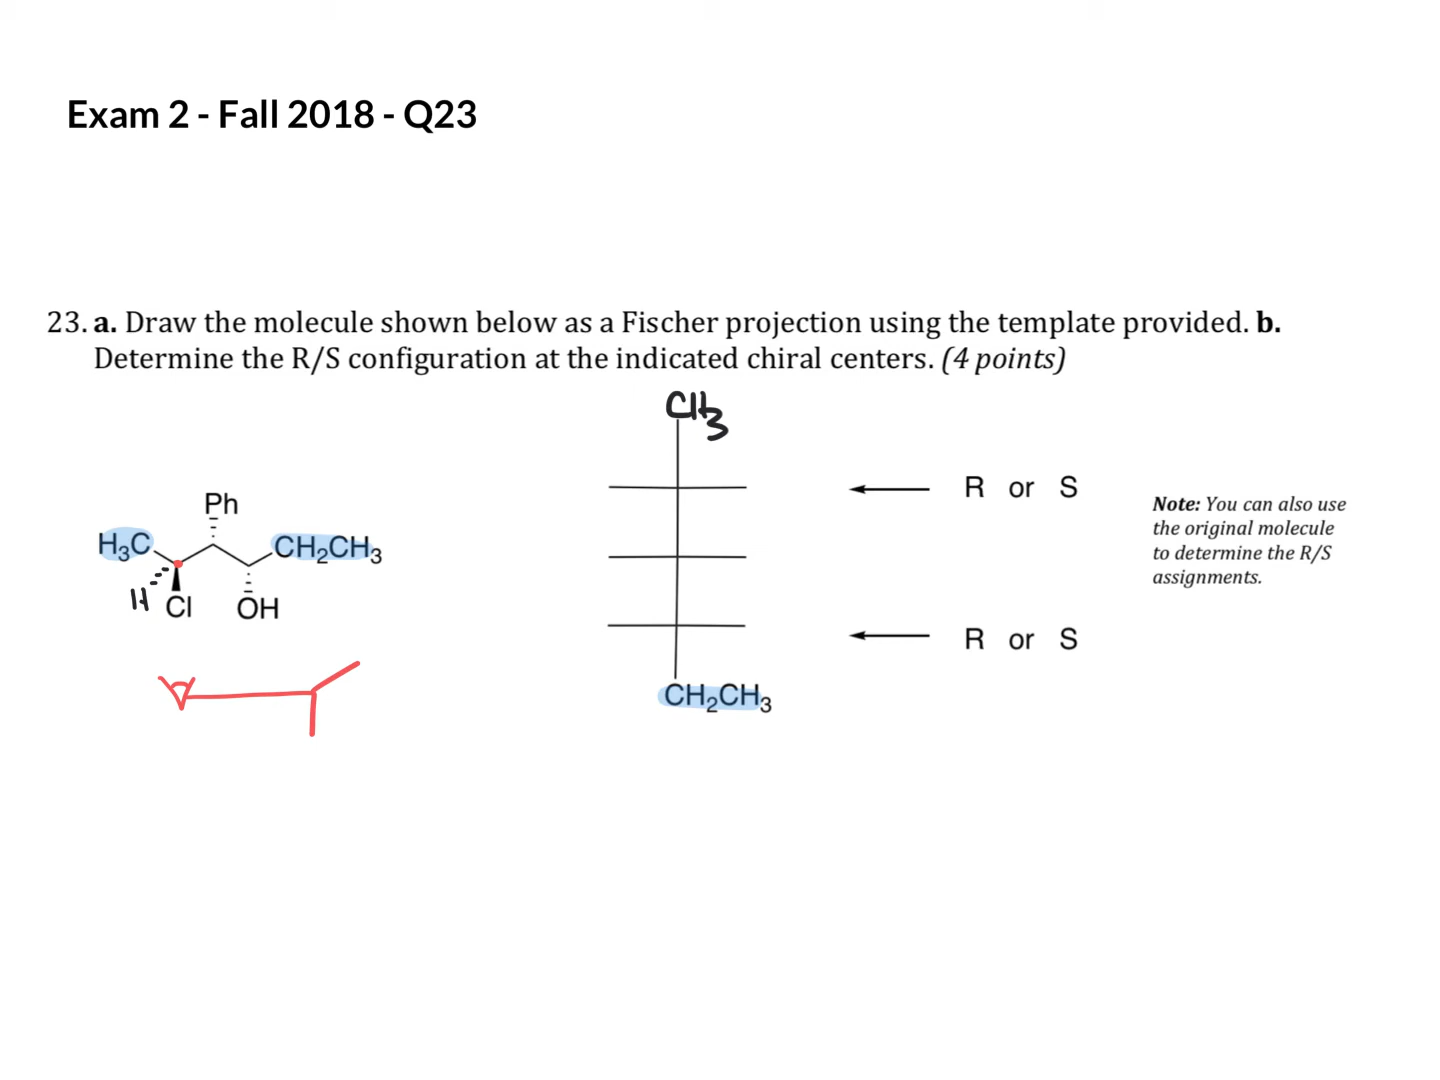 Exam 2 - Fall 2018 - Q23
23. a. Draw the molecule shown below as a Fischer projection using the template provided. b.
Determine the R/S configuration at the indicated chiral centers. (4 points)
CH3
Ph
H₃C
CH₂CH₃
H
Cl
OH
R or S
R or S
CH₂CH₃
Note: You can also use
the original molecule
to determine the R/S
assignments.